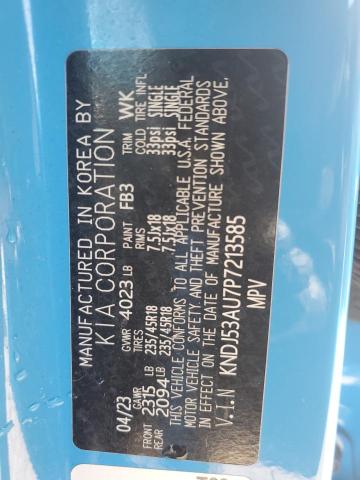 MANUFACTURED IN KOREA BY
KIA CORPORATION
04/23 GVWR 4023 LB PAINT FB3 TRIM WK
GAWR TIRES RIMS COLD TIRE INFL
FRONT 2315 LB 235/45R18 7.5Jx18 33psi SINGLE
REAR 2094 LB 235/45R18 7.5Jx18 33psi SINGLE
THIS VEHICLE CONFORMS TO ALL APPLICABLE U.S.A. FEDERAL
MOTOR VEHICLE SAFETY, AND THEFT PREVENTION STANDARDS
IN EFFECT ON THE DATE OF MANUFACTURE SHOWN ABOVE.
V.I.N KNDJ53AU7P7213585
MPV